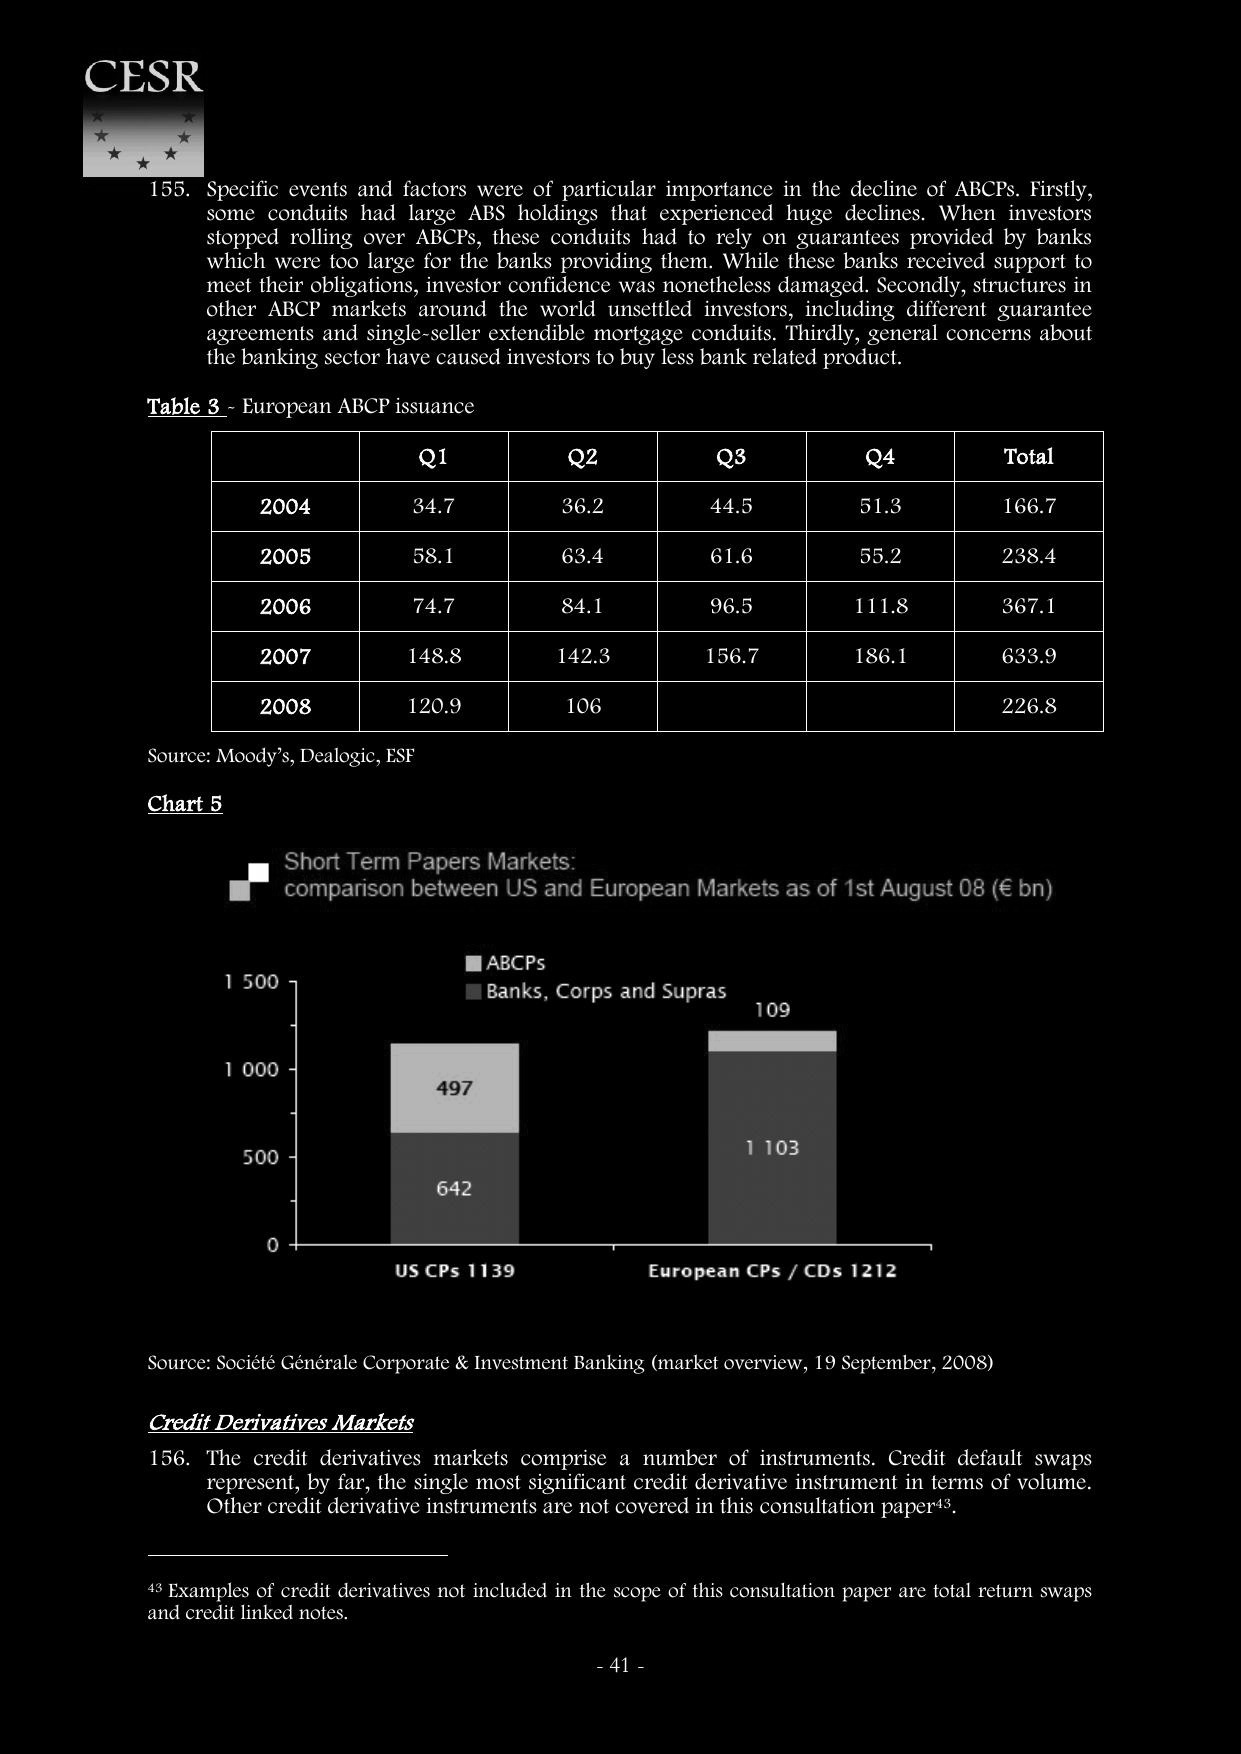 CESR
155. Specific events and factors were of particular importance in the decline of ABCPs. Firstly,
some conduits had large ABS holdings that experienced huge declines. When investors
stopped rolling over ABCPs, these conduits had to rely on guarantees provided by banks
which were too large for the banks providing them. While these banks received support to
meet their obligations, investor confidence was nonetheless damaged. Secondly, structures in
other ABCP markets around the world unsettled investors, including different guarantee
agreements and single-seller extendible mortgage conduits. Thirdly, general concerns about
the banking sector have caused investors to buy less bank related product.
Table 3 - European ABCP issuance
Q1 Q2 Q3 Q4 Total
2004 34.7 36.2 44.5 51.3 166.7
2005 58.1 63.4 61.6 55.2 238.4
2006 74.7 84.1 96.5 111.8 367.1
2007 148.8 142.3 156.7 186.1 633.9
2008 120.9 106 226.8
Source: Moody's, Dealogic, ESF
Chart 5
Short Term Papers Markets:
comparison between US and European Markets as of 1st August 08 (€ bn)
ABCPs
Banks, Corps and Supras
1 500
1 000
500
0
497
642
109
1 103
US CPs 1139
European CPs / CDs 1212
Source: Société Générale Corporate & Investment Banking (market overview, 19 September, 2008)
Credit Derivatives Markets
156. The credit derivatives markets comprise a number of instruments. Credit default swaps
represent, by far, the single most significant credit derivative instrument in terms of volume.
Other credit derivative instruments are not covered in this consultation paper⁴³.
⁴³ Examples of credit derivatives not included in the scope of this consultation paper are total return swaps
and credit linked notes.
- 41 -